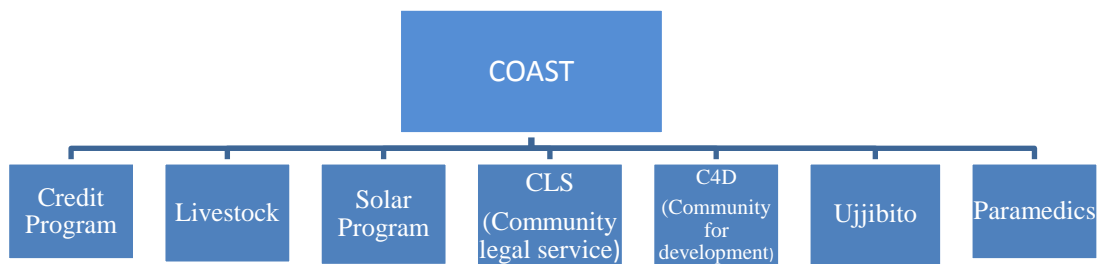 COAST
Credit
Program
Livestock
Solar
Program
CLS
(Community
legal service)
C4D
(Community
for
development)
Ujjibito
Paramedics